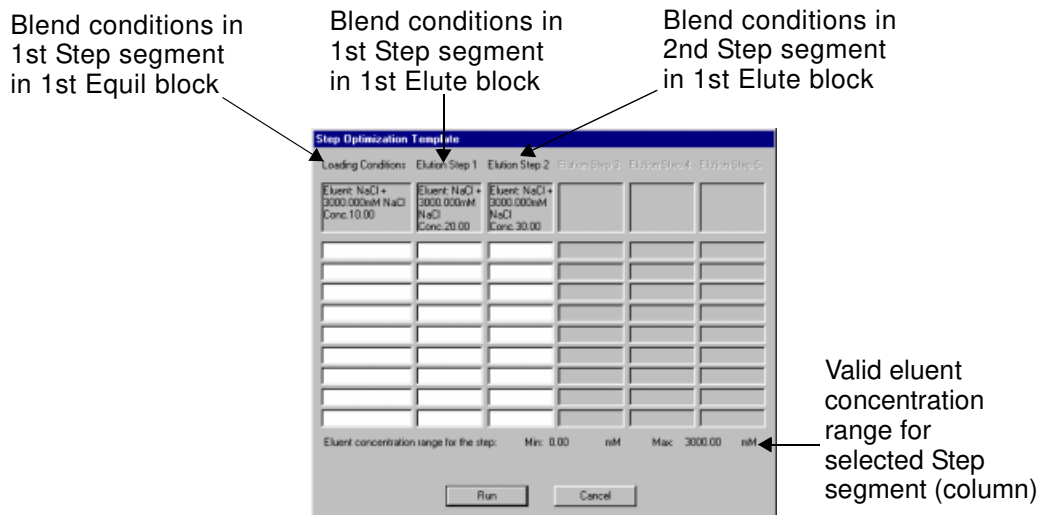 Blend conditions in
1st Step segment
in 1st Equil block
Blend conditions in
1st Step segment
in 1st Elute block
Blend conditions in
2nd Step segment
in 1st Elute block
Step Optimization Template
Loading Conditions Elution Step 1 Elution Step 2 Elution Step 3 Elution Step 4 Elution Step 5
Eluent: NaCl +
3000.000mM NaCl
Conc.10.00
Eluent: NaCl +
3000.000mM
NaCl
Conc.20.00
Eluent: NaCl +
3000.000mM
NaCl
Conc.30.00
Eluent concentration range for the step: Min: 0.00 mM Max: 3000.00 mM
Run Cancel
Valid eluent
concentration
range for
selected Step
segment (column)